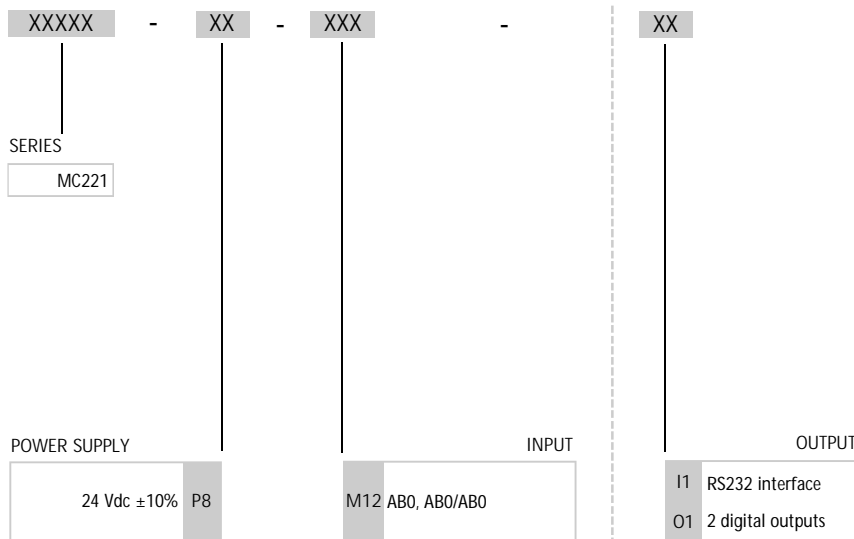 XXXXX - XX - XXX - XX
SERIES
MC221
POWER SUPPLY
24 Vdc ±10% P8
INPUT
M12 AB0, AB0/AB0
OUTPUT
I1 RS232 interface
O1 2 digital outputs